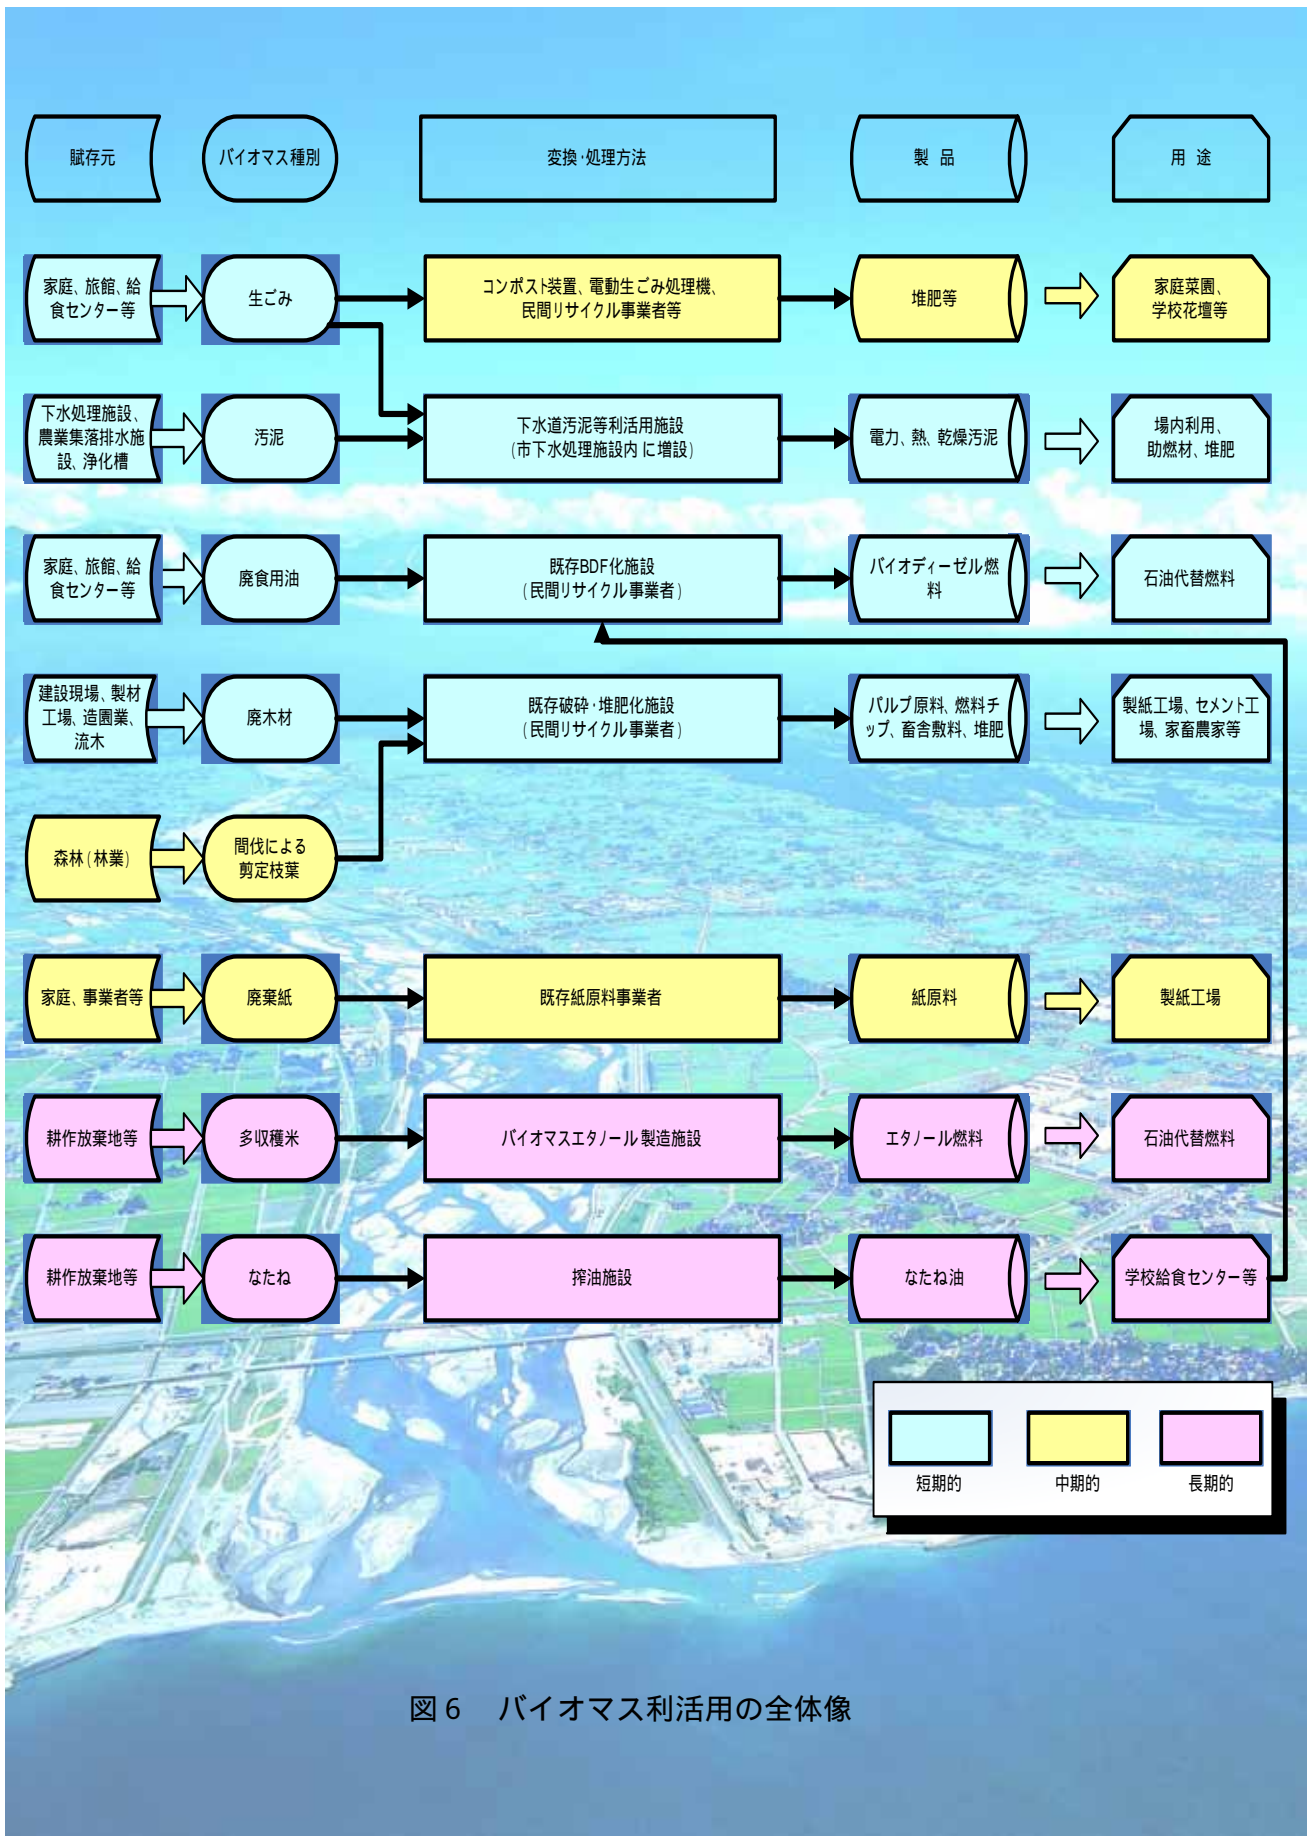 賦存元
バイオマス種別
変換・処理方法
製 品
用 途
家庭、旅館、給
食センター等
生ごみ
コンポスト装置、電動生ごみ処理機、
民間リサイクル事業者等
堆肥等
家庭菜園、
学校花壇等
下水処理施設、
農業集落排水施
設、浄化槽
汚泥
下水道汚泥等利活用施設
(市下水処理施設内に増設)
電力、熱、乾燥汚泥
場内利用、
助燃材、堆肥
家庭、旅館、給
食センター等
廃食用油
既存BDF化施設
(民間リサイクル事業者)
バイオディーゼル燃
料
石油代替燃料
建設現場、製材
工場、造園業、
流木
廃木材
既存破砕・堆肥化施設
(民間リサイクル事業者)
パルプ原料、燃料チ
ップ、畜舎敷料、堆肥
製紙工場、セメント工
場、家畜農家等
森林(林業)
間伐による
剪定枝葉
家庭、事業者等
廃棄紙
既存紙原料事業者
紙原料
製紙工場
耕作放棄地等
多収穫米
バイオマスエタノール製造施設
エタノール燃料
石油代替燃料
耕作放棄地等
なたね
搾油施設
なたね油
学校給食センター等
短期的
中期的
長期的
図6 バイオマス利活用の全体像